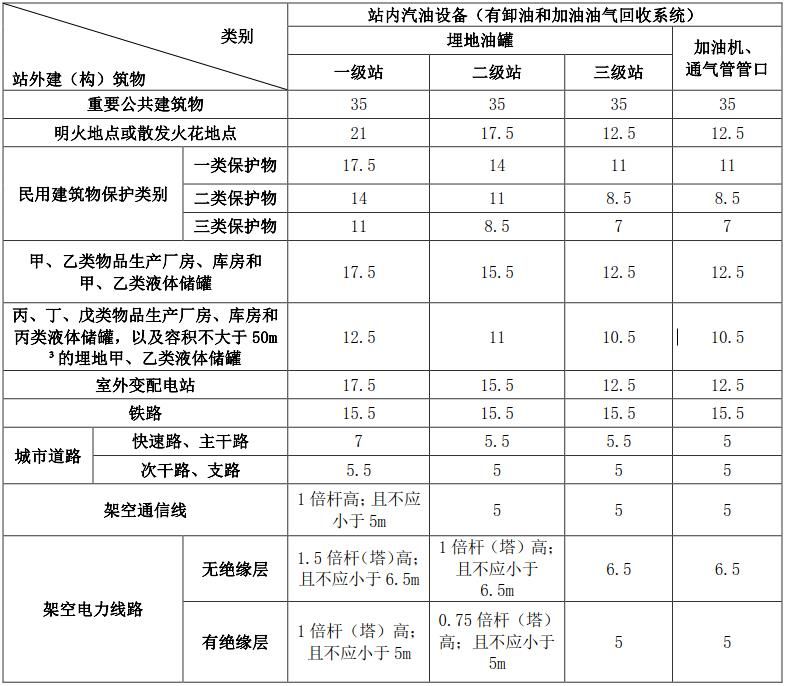 站内汽油设备（有卸油和加油油气回收系统）
类别
埋地油罐
加油机、
通气管管口
站外建（构）筑物
一级站
二级站
三级站
重要公共建筑物
35
35
35
35
明火地点或散发火花地点
21
17.5
12.5
12.5
民用建筑物保护类别
一类保护物
17.5
14
11
11
二类保护物
14
11
8.5
8.5
三类保护物
11
8.5
7
7
甲、乙类物品生产厂房、库房和
甲、乙类液体储罐
17.5
15.5
12.5
12.5
丙、丁、戊类物品生产厂房、库房和
丙类液体储罐，以及容积不大于50m
³的埋地甲、乙类液体储罐
12.5
11
10.5
10.5
室外变配电站
17.5
15.5
12.5
12.5
铁路
15.5
15.5
15.5
15.5
城市道路
快速路、主干路
7
5.5
5.5
5
次干路、支路
5.5
5
5
5
架空通信线
1倍杆高；且不应
小于5m
5
5
5
架空电力线路
无绝缘层
1.5倍杆（塔）高；
且不应小于6.5m
1倍杆（塔）高；
且不应小于
6.5m
6.5
6.5
有绝缘层
1倍杆（塔）高；
且不应小于5m
0.75倍杆（塔）
高；且不应小于
5m
5
5